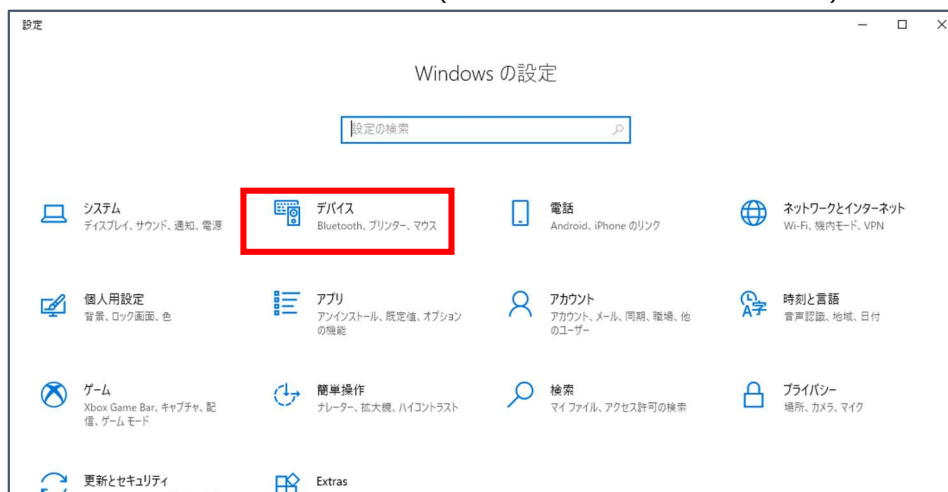 設定
Windows の設定
設定の検索
システム
ディスプレイ、サウンド、通知、電源
デバイス
Bluetooth、プリンター、マウス
電話
Android、iPhone のリンク
ネットワークとインターネット
Wi-Fi、機内モード、VPN
個人用設定
背景、ロック画面、色
アプリ
アンインストール、既定値、オプション
の機能
アカウント
アカウント、メール、同期、職場、他
のユーザー
時刻と言語
音声認識、地域、日付
ゲーム
Xbox Game Bar、キャプチャ、配
信、ゲーム モード
簡単操作
ナレーター、拡大鏡、ハイコントラスト
検索
マイ ファイル、アクセス許可の検索
プライバシー
場所、カメラ、マイク
更新とセキュリティ
Extras